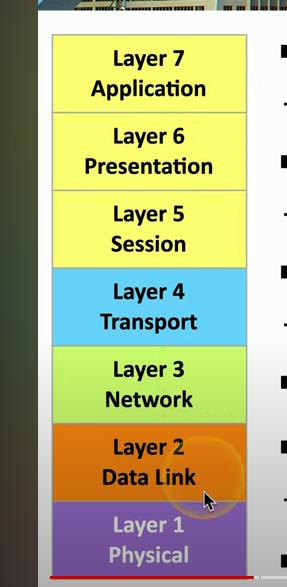 Layer 7
Application
Layer 6
Presentation
Layer 5
Session
Layer 4
Transport
Layer 3
Network
Layer 2
Data Link
Layer 1
Physical